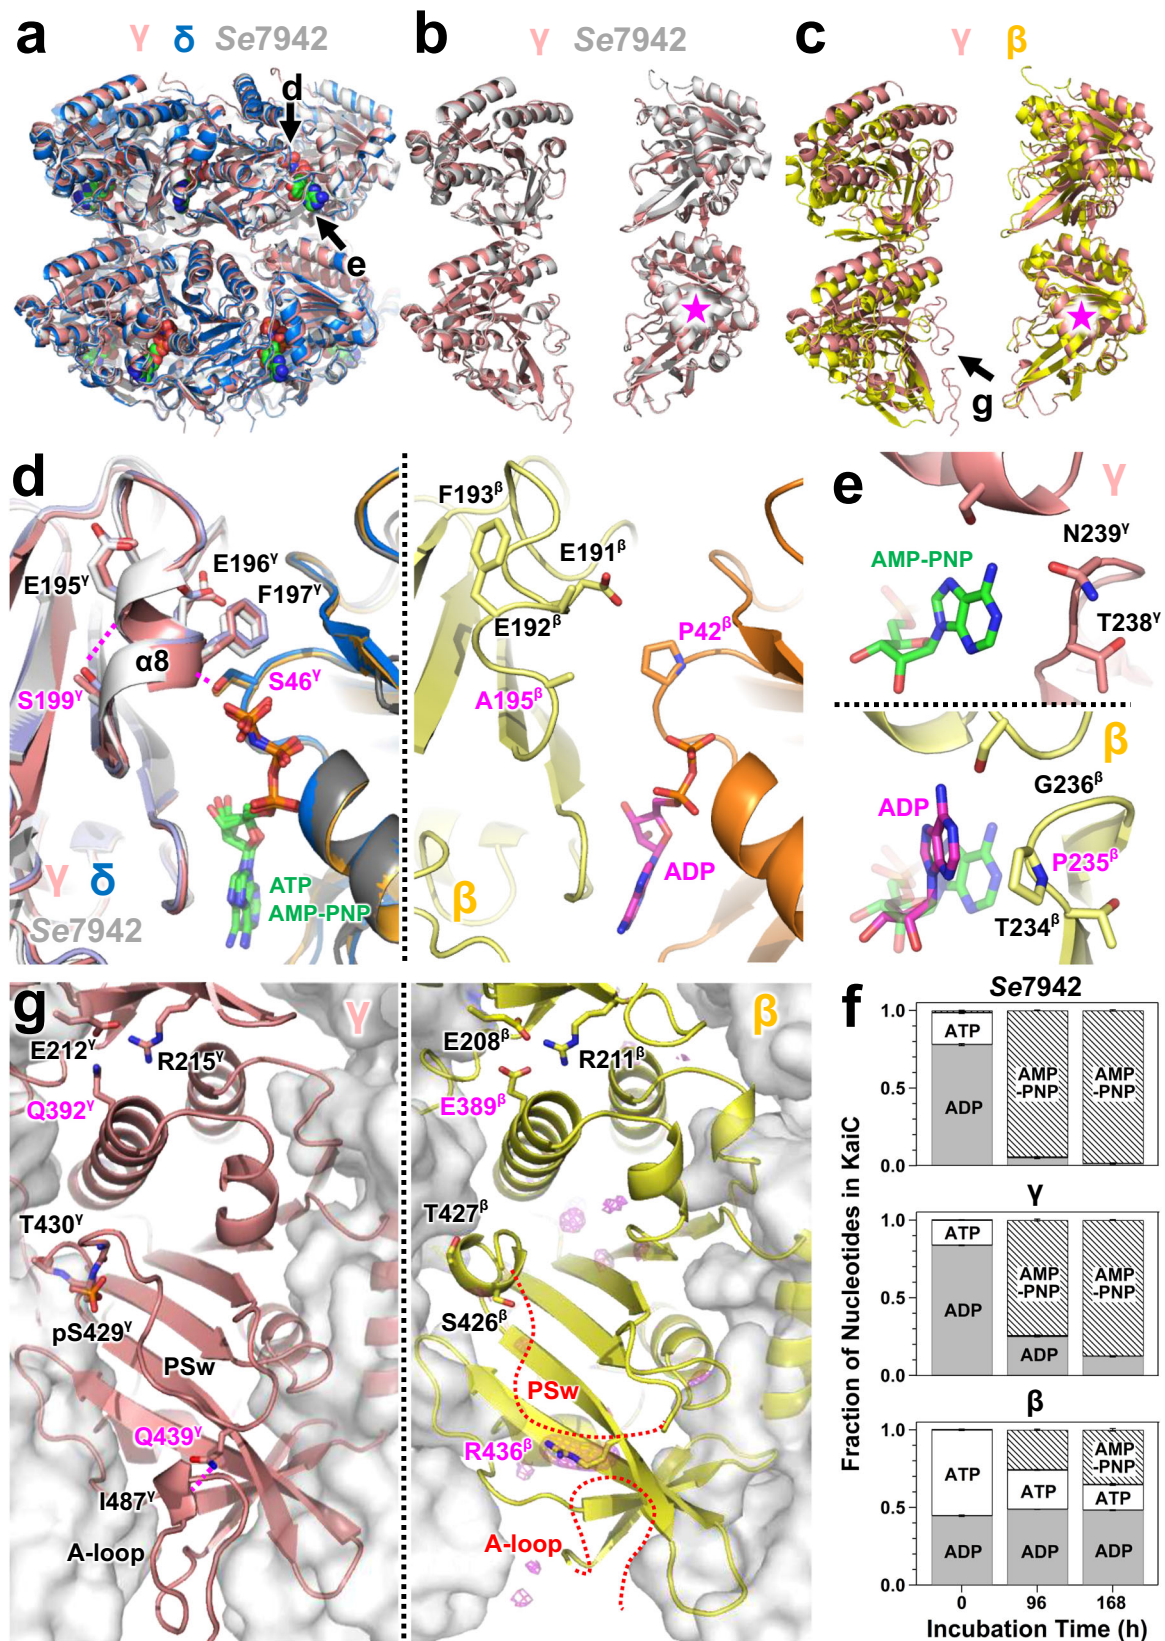 a γ δ Se7942
d
e
b γ Se7942
c γ β
g
d
E195ᵞ
E196ᵞ
F197ᵞ
α8
S199ᵞ
S46ᵞ
γ δ
Se7942
ATP
AMP-PNP
F193ᵝ
E191ᵝ
E192ᵝ
P42ᵝ
A195ᵝ
β
ADP
e
γ
N239ᵞ
AMP-PNP
T238ᵞ
β
G236ᵝ
ADP
P235ᵝ
T234ᵝ
g
γ
E212ᵞ
R215ᵞ
Q392ᵞ
T430ᵞ
pS429ᵞ
PSw
Q439ᵞ
I487ᵞ
A-loop
β
E208ᵝ
R211ᵝ
E389ᵝ
T427ᵝ
S426ᵝ
PSw
R436ᵝ
A-loop
f
Se7942
1.0
0.5
0.0
ATP
ADP
AMP
-PNP
AMP
-PNP
γ
1.0
0.5
0.0
ATP
ADP
AMP
-PNP
ADP
AMP
-PNP
β
1.0
0.5
0.0
ATP
ADP
ATP
ADP
AMP
-PNP
ATP
ADP
0 96 168
Incubation Time (h)
Fraction of Nucleotides in KaiC